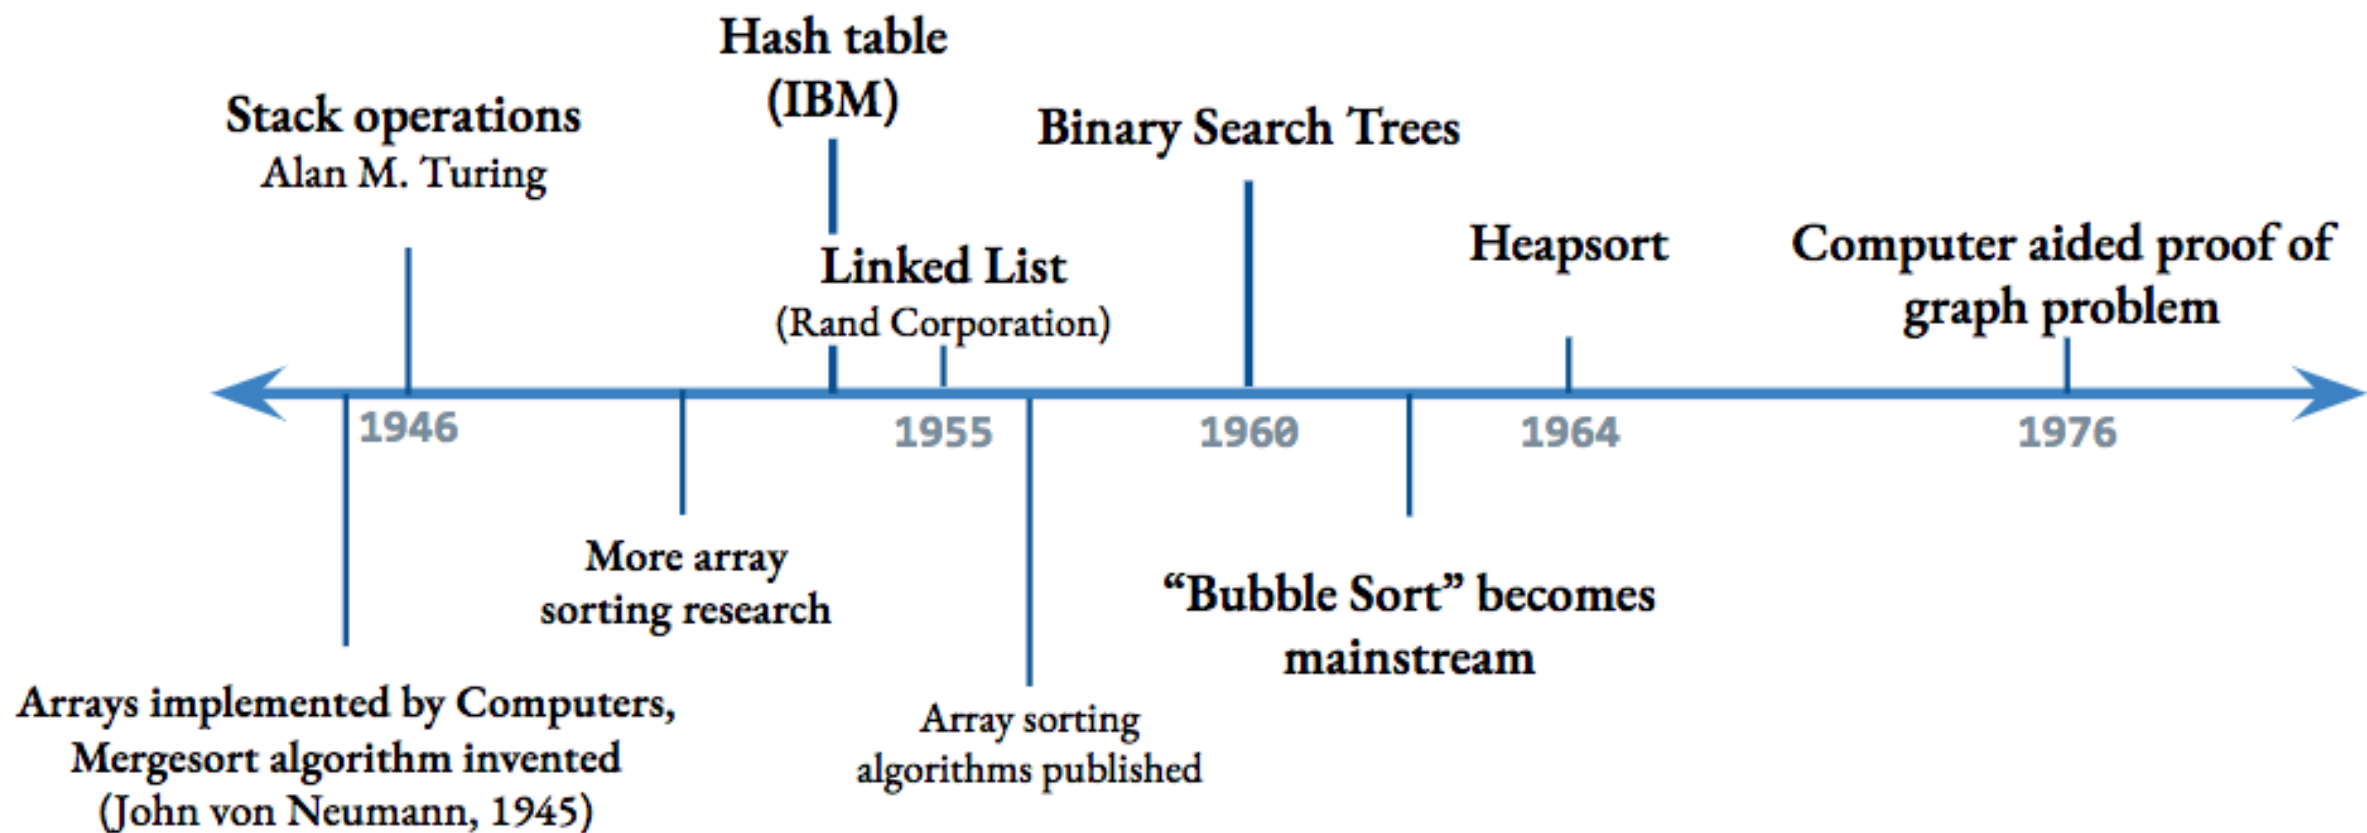 Hash table
(IBM)
Stack operations
Alan M. Turing
Binary Search Trees
Linked List
(Rand Corporation)
Heapsort
Computer aided proof of
graph problem
1946
1955
1960
1964
1976
More array
sorting research
“Bubble Sort” becomes
mainstream
Arrays implemented by Computers,
Mergesort algorithm invented
(John von Neumann, 1945)
Array sorting
algorithms published